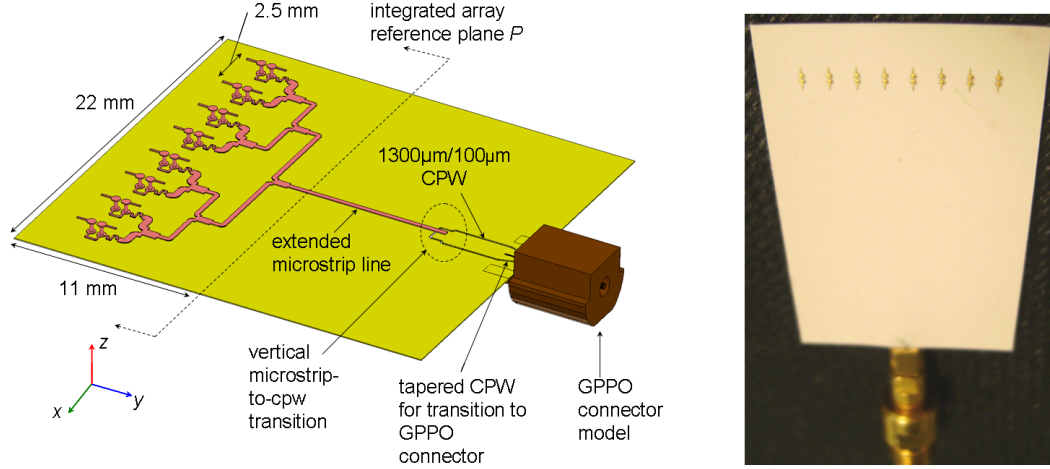 2.5 mm
integrated array
reference plane P
22 mm
1300µm/100µm
CPW
extended
microstrip line
11 mm
z
y
x
vertical
microstrip-
to-cpw
transition
tapered CPW
for transition to
GPPO
connector
GPPO
connector
model